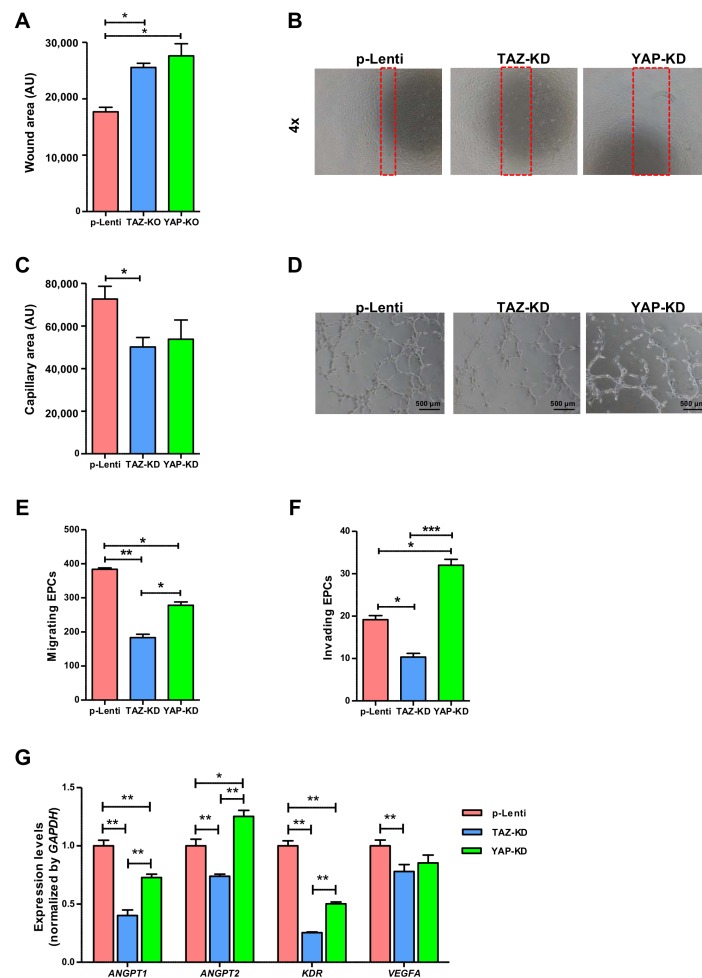 A
*
*
Wound area (AU)
30,000
20,000
10,000
0
p-Lenti TAZ-KO YAP-KO
B
p-Lenti TAZ-KD YAP-KD
4x
C
*
Capillary area (AU)
80,000
60,000
40,000
20,000
0
p-Lenti TAZ-KD YAP-KD
D
p-Lenti TAZ-KD YAP-KD
500 µm 500 µm 500 µm
E
*
**
*
Migrating EPCs
500
400
300
200
100
0
p-Lenti TAZ-KD YAP-KD
F
***
*
*
Invading EPCs
40
30
20
10
0
p-Lenti TAZ-KD YAP-KD
G
Expression levels
(normalized by GAPDH)
1.5
1.0
0.5
0.0
** ** **
* ** **
** ** **
**
ANGPT1 ANGPT2 KDR VEGFA
p-Lenti
TAZ-KD
YAP-KD